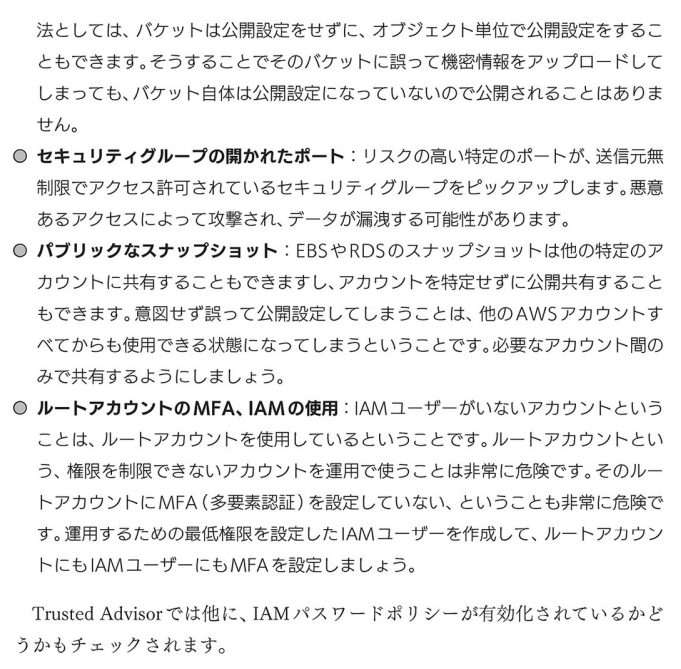 法としては、バケットは公開設定をせずに、オブジェクト単位で公開設定をするこ
ともできます。そうすることでそのバケットに誤って機密情報をアップロードして
しまっても、バケット自体は公開設定になっていないので公開されることはありま
せん。
● セキュリティグループの開かれたポート：リスクの高い特定のポートが、送信元無
制限でアクセス許可されているセキュリティグループをピックアップします。悪意
あるアクセスによって攻撃され、データが漏洩する可能性があります。
● パブリックなスナップショット：EBSやRDSのスナップショットは他の特定のア
カウントに共有することもできますし、アカウントを特定せずに公開共有すること
もできます。意図せず誤って公開設定してしまうことは、他のAWSアカウントす
べてからも使用できる状態になってしまうということです。必要なアカウント間の
みで共有するようにしましょう。
● ルートアカウントのMFA、IAMの使用：IAMユーザーがいないアカウントという
ことは、ルートアカウントを使用しているということです。ルートアカウントとい
う、権限を制限できないアカウントを運用で使うことは非常に危険です。そのルー
トアカウントにMFA（多要素認証）を設定していない、ということも非常に危険で
す。運用するための最低権限を設定したIAMユーザーを作成して、ルートアカウン
トにもIAMユーザーにもMFAを設定しましょう。
Trusted Advisorでは他に、IAMパスワードポリシーが有効化されているかど
うかもチェックされます。